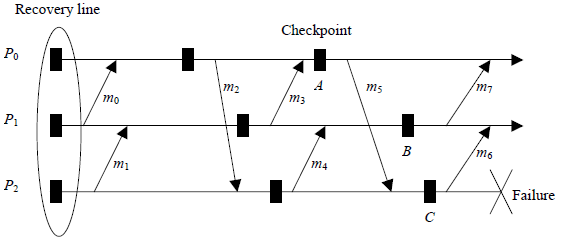 Recovery line
Checkpoint
P0
A
m0
m2
m3
m5
m7
P1
B
m1
m4
m6
P2
C
Failure